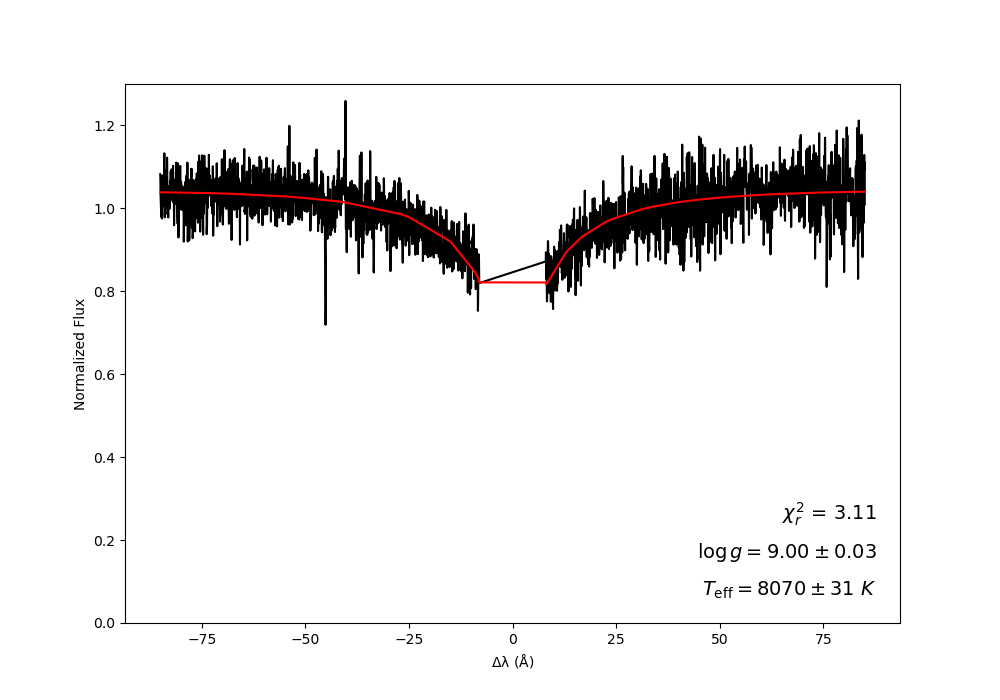 1.2
1.0
0.8
0.6
0.4
0.2
0.0
Normalized Flux
χ²ᵣ = 3.11
log g = 9.00 ± 0.03
T_eff = 8070 ± 31 K
−75 −50 −25 0 25 50 75
Δλ (Å)